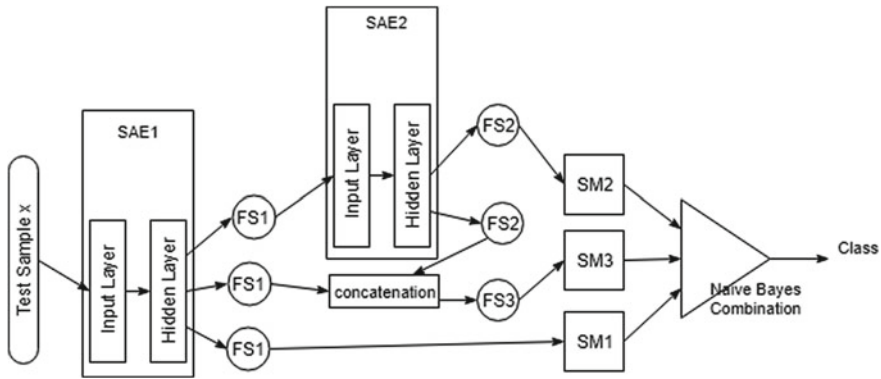 SAE2
SAE1
Test Sample x
Input Layer
Hidden Layer
FS1
FS1
FS1
Input Layer
Hidden Layer
FS2
FS2
concatenation
FS3
SM2
SM3
SM1
Naive Bayes
Combination
Class